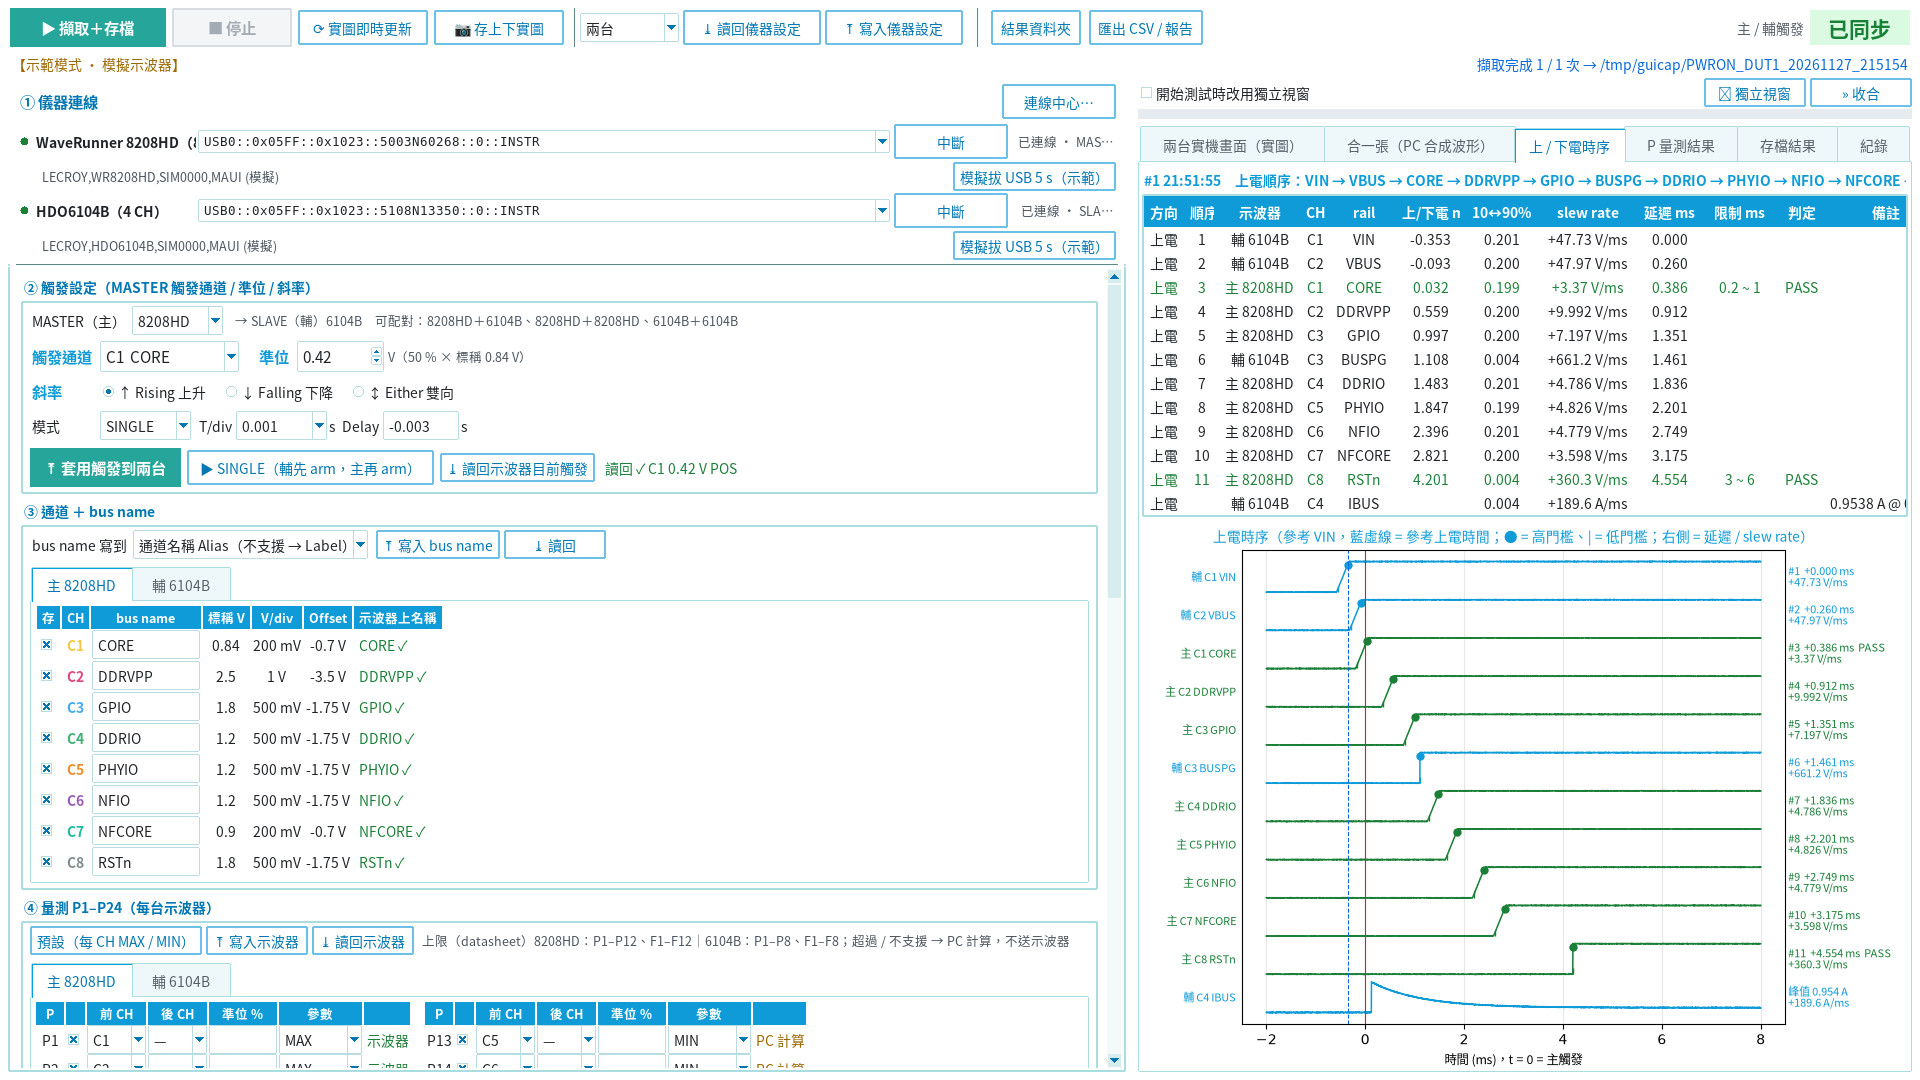 ▶ 擷取＋存檔
■ 停止
⟳ 實圖即時更新
📷 存上下實圖
兩台
⤓ 讀回儀器設定
⤒ 寫入儀器設定
結果資料夾
匯出 CSV / 報告
主 / 輔觸發
已同步
【示範模式 · 模擬示波器】
擷取完成 1 / 1 次 → /tmp/guicap/PWRON_DUT1_20261127_215154
① 儀器連線
連線中心…
WaveRunner 8208HD
USB0::0x05FF::0x1023::5003N60268::0::INSTR
中斷
已連線 · MAS…
LECROY,WR8208HD,SIM0000,MAUI (模擬)
模擬拔 USB 5 s（示範）
HDO6104B（4 CH）
USB0::0x05FF::0x1023::5108N13350::0::INSTR
中斷
已連線 · SLA…
LECROY,HDO6104B,SIM0000,MAUI (模擬)
模擬拔 USB 5 s（示範）
② 觸發設定（MASTER 觸發通道 / 準位 / 斜率）
MASTER（主） 8208HD → SLAVE（輔）6104B 可配對：8208HD＋6104B、8208HD＋8208HD、6104B＋6104B
觸發通道 C1 CORE 準位 0.42 V（50 % × 標稱 0.84 V）
斜率 ↑ Rising 上升 ↓ Falling 下降 ↕ Either 雙向
模式 SINGLE T/div 0.001 s Delay -0.003 s
⤒ 套用觸發到兩台 ▶ SINGLE（輔先 arm，主再 arm） ⤓ 讀回示波器目前觸發 讀回 ✓ C1 0.42 V POS
③ 通道 ＋ bus name
bus name 寫到 通道名稱 Alias（不支援 → Label） ⤒ 寫入 bus name ⤓ 讀回
主 8208HD 輔 6104B
存 CH bus name 標稱 V V/div Offset 示波器上名稱
C1 CORE 0.84 200 mV -0.7 V CORE ✓
C2 DDRVPP 2.5 1 V -3.5 V DDRVPP ✓
C3 GPIO 1.8 500 mV -1.75 V GPIO ✓
C4 DDRIO 1.2 500 mV -1.75 V DDRIO ✓
C5 PHYIO 1.2 500 mV -1.75 V PHYIO ✓
C6 NFIO 1.2 500 mV -1.75 V NFIO ✓
C7 NFCORE 0.9 200 mV -0.7 V NFCORE ✓
C8 RSTn 1.8 500 mV -1.75 V RSTn ✓
④ 量測 P1–P24（每台示波器）
預設（每 CH MAX / MIN） ⤒ 寫入示波器 ⤓ 讀回示波器 上限（datasheet）8208HD：P1–P12、F1–F12｜6104B：P1–P8、F1–F8；超過 / 不支援 → PC 計算，不送示波器
主 8208HD 輔 6104B
P 前 CH 後 CH 準位 % 參數 P 前 CH 後 CH 準位 % 參數
P1 C1 — MAX 示波器 P13 C5 — MIN PC 計算
開始測試時改用獨立視窗
獨立視窗
» 收合
兩台實機畫面（實圖）
合一張（PC 合成波形）
上 / 下電時序
P 量測結果
存檔結果
紀錄
#1 21:51:55 上電順序：VIN → VBUS → CORE → DDRVPP → GPIO → BUSPG → DDRIO → PHYIO → NFIO → NFCORE
方向 順序 示波器 CH rail 上/下電 n 10↔90% slew rate 延遲 ms 限制 ms 判定 備註
上電 1 輔 6104B C1 VIN -0.353 0.201 +47.73 V/ms 0.000
上電 2 輔 6104B C2 VBUS -0.093 0.200 +47.97 V/ms 0.260
上電 3 主 8208HD C1 CORE 0.032 0.199 +3.37 V/ms 0.386 0.2 ~ 1 PASS
上電 4 主 8208HD C2 DDRVPP 0.559 0.200 +9.992 V/ms 0.912
上電 5 主 8208HD C3 GPIO 0.997 0.200 +7.197 V/ms 1.351
上電 6 輔 6104B C3 BUSPG 1.108 0.004 +661.2 V/ms 1.461
上電 7 主 8208HD C4 DDRIO 1.483 0.201 +4.786 V/ms 1.836
上電 8 主 8208HD C5 PHYIO 1.847 0.199 +4.826 V/ms 2.201
上電 9 主 8208HD C6 NFIO 2.396 0.201 +4.779 V/ms 2.749
上電 10 主 8208HD C7 NFCORE 2.821 0.200 +3.598 V/ms 3.175
上電 11 主 8208HD C8 RSTn 4.201 0.004 +360.3 V/ms 4.554 3 ~ 6 PASS
上電 輔 6104B C4 IBUS 0.004 +189.6 A/ms 0.9538 A @
上電時序（參考 VIN，藍虛線 = 參考上電時間；● = 高門檻、| = 低門檻；右側 = 延遲 / slew rate）
輔 C1 VIN #1 +0.000 ms
+47.73 V/ms
輔 C2 VBUS #2 +0.260 ms
+47.97 V/ms
主 C1 CORE #3 +0.386 ms PASS
+3.37 V/ms
主 C2 DDRVPP #4 +0.912 ms
+9.992 V/ms
主 C3 GPIO #5 +1.351 ms
+7.197 V/ms
輔 C3 BUSPG #6 +1.461 ms
+661.2 V/ms
主 C4 DDRIO #7 +1.836 ms
+4.786 V/ms
主 C5 PHYIO #8 +2.201 ms
+4.826 V/ms
主 C6 NFIO #9 +2.749 ms
+4.779 V/ms
主 C7 NFCORE #10 +3.175 ms
+3.598 V/ms
主 C8 RSTn #11 +4.554 ms PASS
+360.3 V/ms
輔 C4 IBUS 峰值 0.954 A
+189.6 A/ms
−2 0 2 4 6 8
時間 (ms)，t = 0 = 主觸發